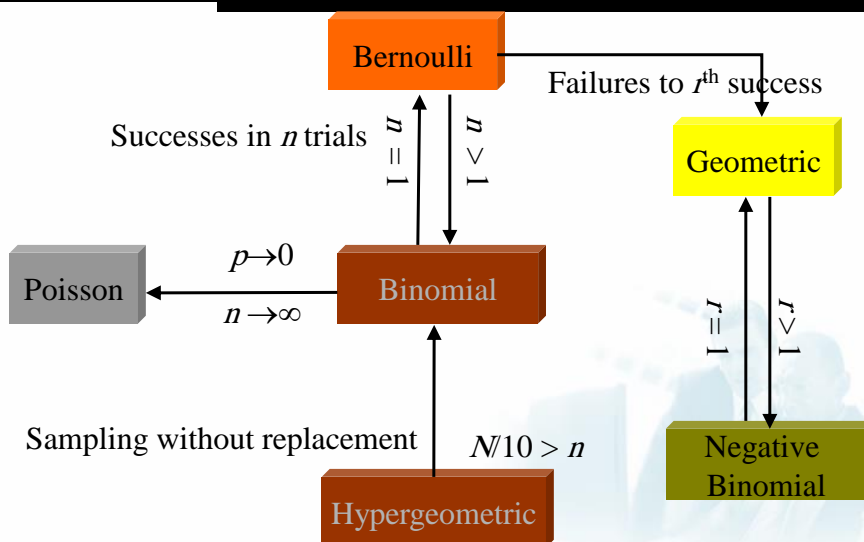 Bernoulli
Failures to rᵗʰ success
Successes in n trials
n = 1
n > 1
Geometric
p→0
Poisson
Binomial
n →∞
r = 1
r > 1
Sampling without replacement
N/10 > n
Negative
Binomial
Hypergeometric